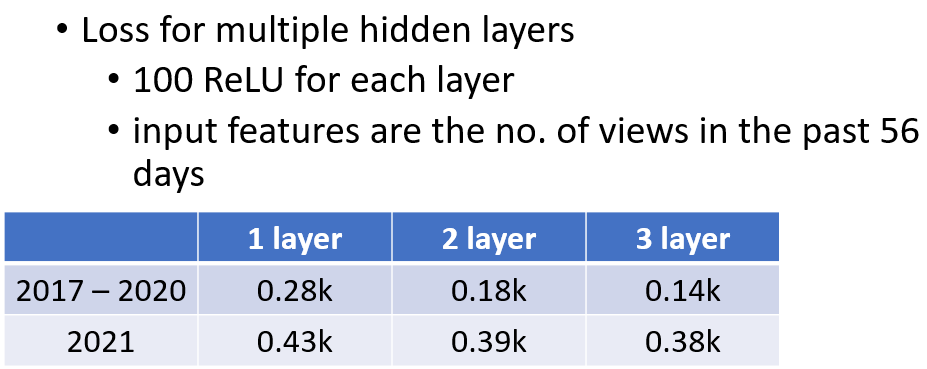 • Loss for multiple hidden layers
• 100 ReLU for each layer
• input features are the no. of views in the past 56
days
1 layer 2 layer 3 layer
2017 – 2020 0.28k 0.18k 0.14k
2021 0.43k 0.39k 0.38k